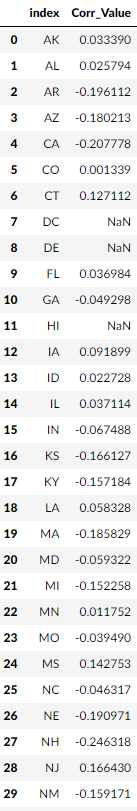 index Corr_Value
0 AK 0.033390
1 AL 0.025794
2 AR -0.196112
3 AZ -0.180213
4 CA -0.207778
5 CO 0.001339
6 CT 0.127112
7 DC NaN
8 DE NaN
9 FL 0.036984
10 GA -0.049298
11 HI NaN
12 IA 0.091899
13 ID 0.022728
14 IL 0.037114
15 IN -0.067488
16 KS -0.166127
17 KY -0.157184
18 LA 0.058328
19 MA -0.185829
20 MD -0.059322
21 MI -0.152258
22 MN 0.011752
23 MO -0.039490
24 MS 0.142753
25 NC -0.046317
26 NE -0.190971
27 NH -0.246318
28 NJ 0.166430
29 NM -0.159171